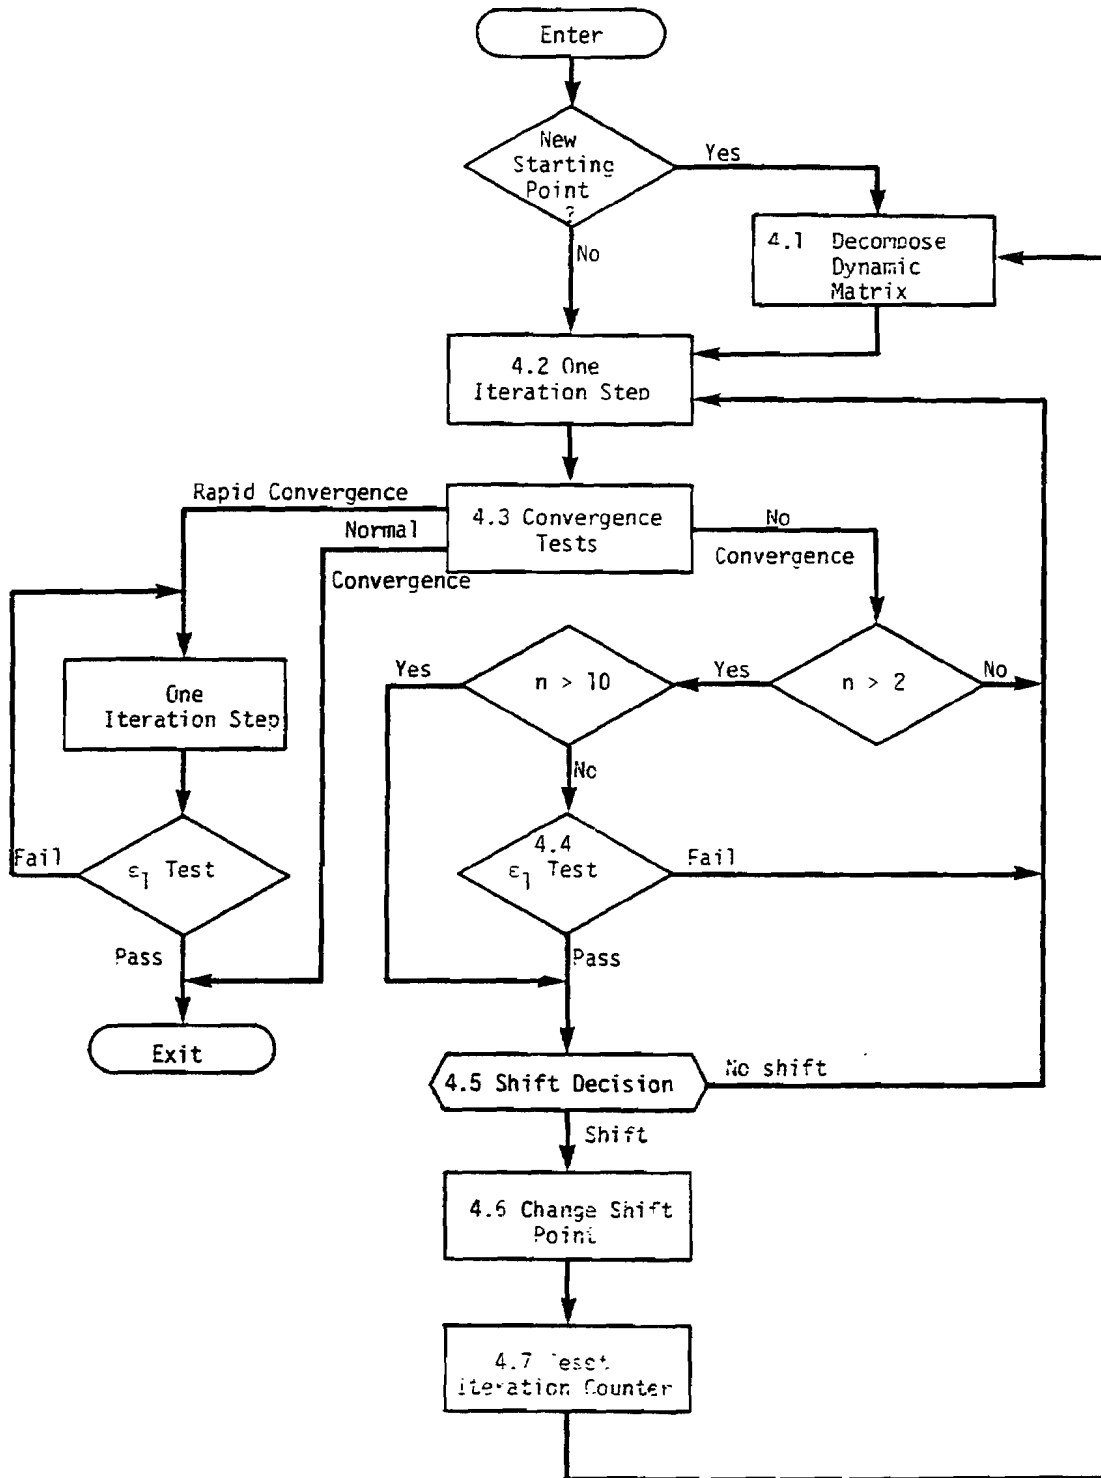 Enter
New
Starting
Point
?
Yes
No
4.1 Decompose
Dynamic
Matrix
4.2 One
Iteration Step
Rapid Convergence
Normal
Convergence
4.3 Convergence
Tests
No
Convergence
One
Iteration Step
Yes
n > 10
Yes
n > 2
No
No
Fail
ε1 Test
4.4
ε1 Test
Fail
Pass
Pass
Exit
4.5 Shift Decision
No shift
Shift
4.6 Change Shift
Point
4.7 Reset
Iteration Counter